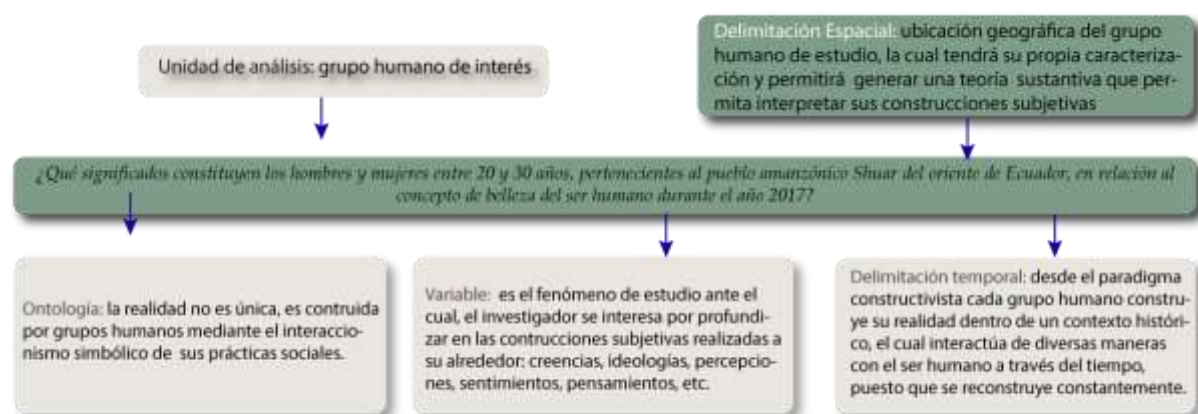 Unidad de análisis: grupo humano de interés
Delimitación Espacial: ubicación geográfica del grupo
humano de estudio, la cual tendrá su propia caracteriza-
ción y permitirá generar una teoría sustantiva que per-
mita interpretar sus construcciones subjetivas
¿Qué significados constituyen los hombres y mujeres entre 20 y 30 años, pertenecientes al pueblo amanzónico Shuar del oriente de Ecuador, en relación al
concepto de belleza del ser humano durante el año 2017?
Ontología: la realidad no es única, es contruida
por grupos humanos mediante el interaccio-
nismo simbólico de sus prácticas sociales.
Variable: es el fenómeno de estudio ante el
cual, el investigador se interesa por profundi-
zar en las contrucciones subjetivas realizadas a
su alrededor: creencias, ideologías, percepcio-
nes, sentimientos, pensamientos, etc.
Delimitación temporal: desde el paradigma
constructivista cada grupo humano constru-
ye su realidad dentro de un contexto históri-
co, el cual interactúa de diversas maneras
con el ser humano a través del tiempo,
puesto que se reconstruye constantemente.